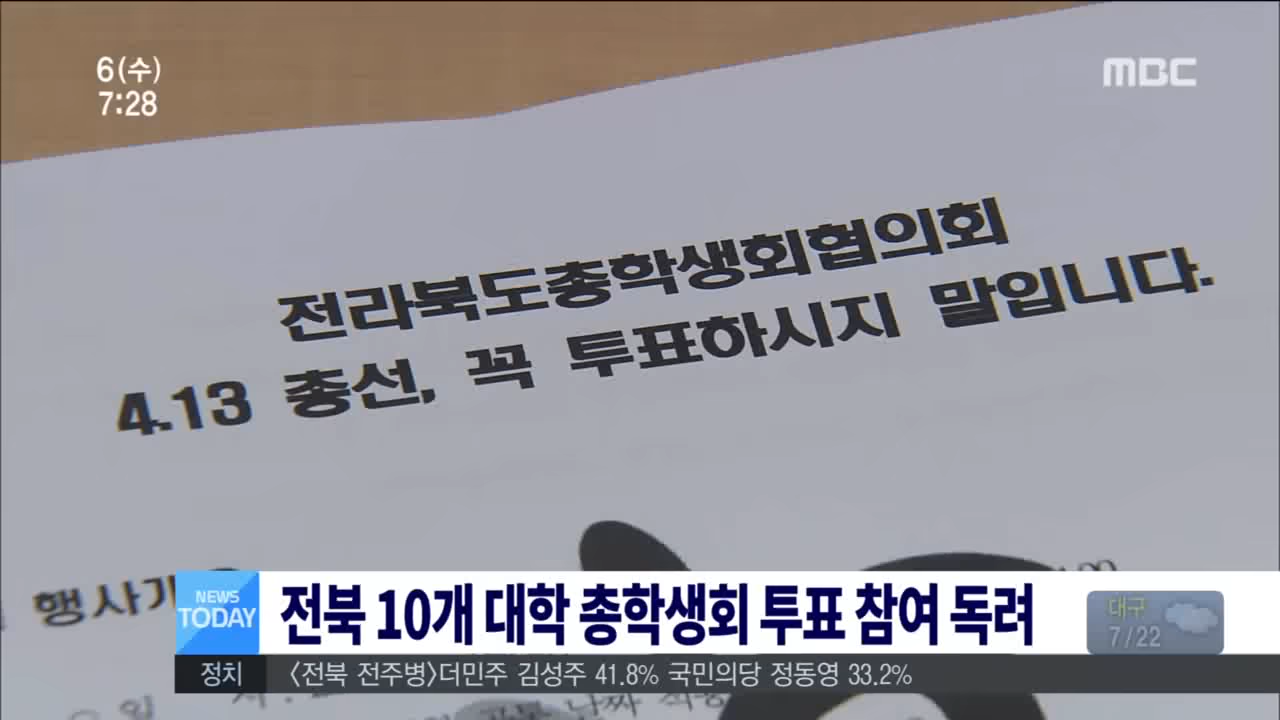 6(수)
7:28
MBC
전라북도총학생회협의회
4.13 총선, 꼭 투표하시지 말입니다.
행사
NEWS
TODAY
전북 10개 대학 총학생회 투표 참여 독려
대구
7/22
정치
〈전북 전주병〉더민주 김성주 41.8% 국민의당 정동영 33.2%